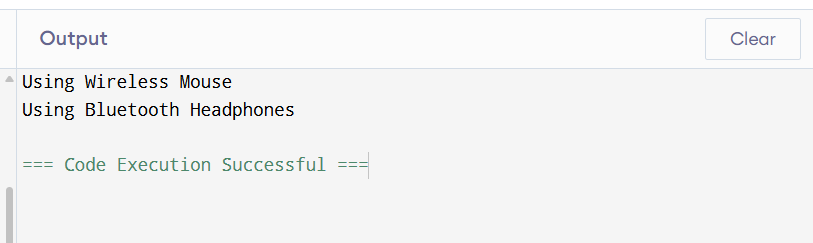 Output
Clear
Using Wireless Mouse
Using Bluetooth Headphones
=== Code Execution Successful ===